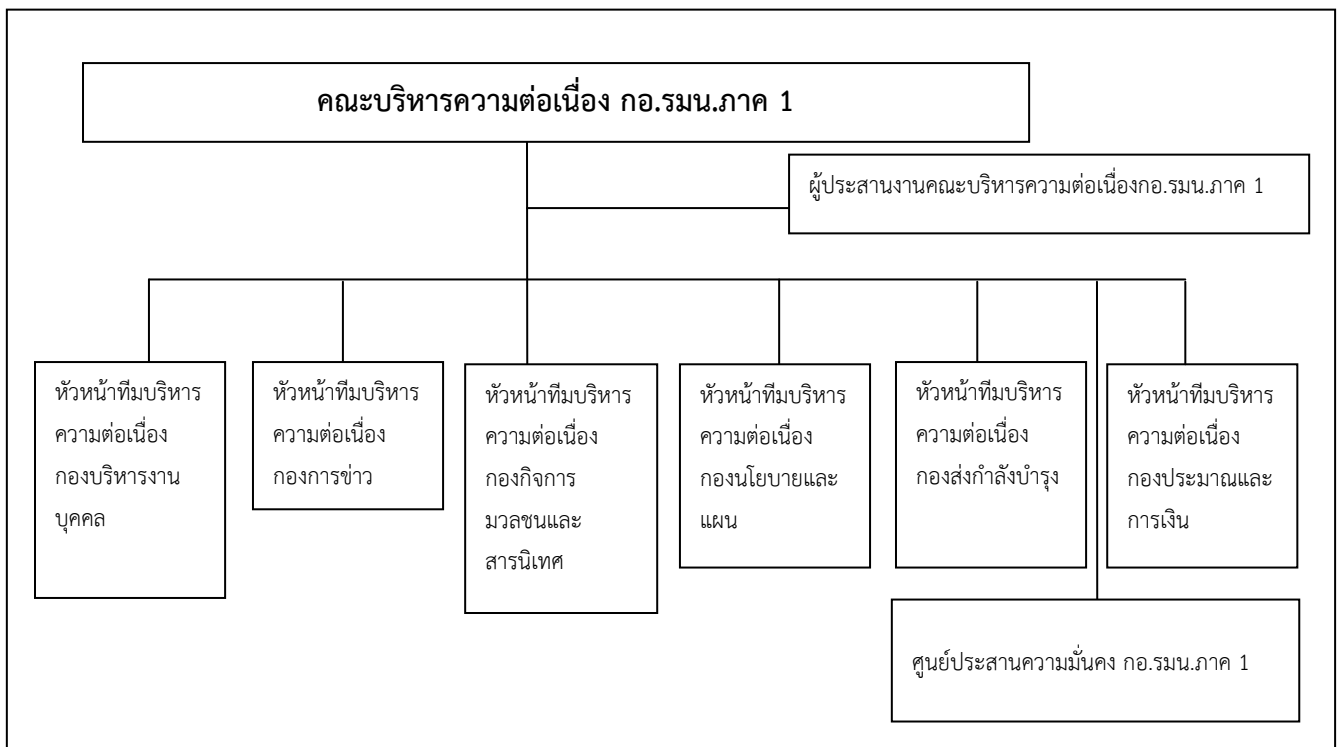 คณะบริหารความต่อเนื่อง กอ.รมน.ภาค 1
ผู้ประสานงานคณะบริหารความต่อเนื่องกอ.รมน.ภาค 1
หัวหน้าทีมบริหาร
ความต่อเนื่อง
กองบริหารงาน
บุคคล
หัวหน้าทีมบริหาร
ความต่อเนื่อง
กองการข่าว
หัวหน้าทีมบริหาร
ความต่อเนื่อง
กองกิจการ
มวลชนและ
สารนิเทศ
หัวหน้าทีมบริหาร
ความต่อเนื่อง
กองนโยบายและ
แผน
หัวหน้าทีมบริหาร
ความต่อเนื่อง
กองส่งกำลังบำรุง
หัวหน้าทีมบริหาร
ความต่อเนื่อง
กองประมาณและ
การเงิน
ศูนย์ประสานความมั่นคง กอ.รมน.ภาค 1